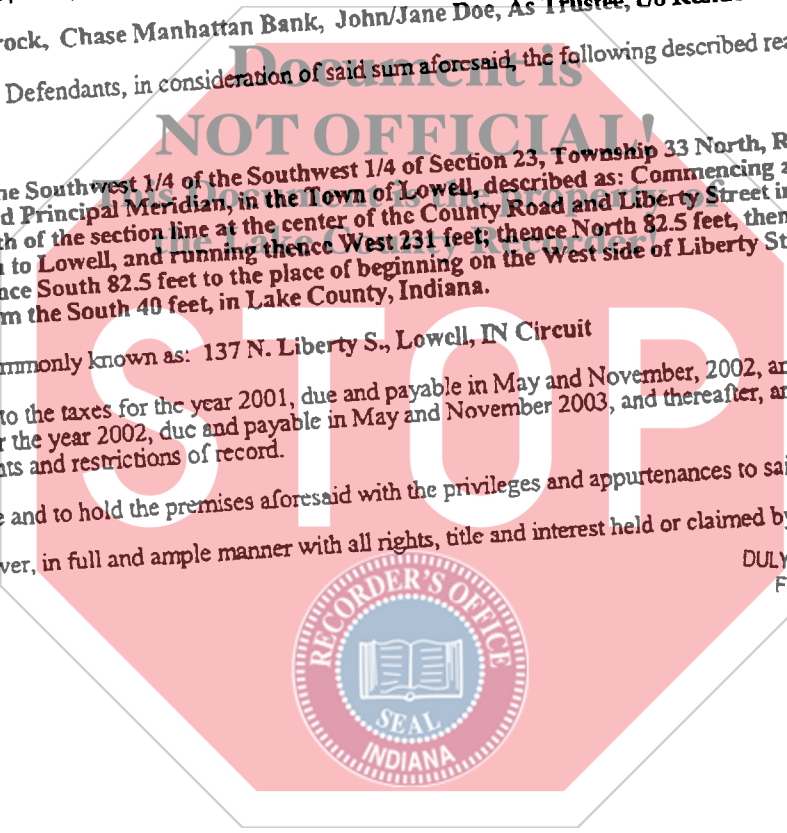 rock, Chase Manhattan Bank, John/Jane Doe, As Trustee,
Document is
Defendants, in consideration of said sum aforesaid, the following described rea
NOT OFFICIAL!
he Southwest 1/4 of the Southwest 1/4 of Section 23, Township 33 North, R
This Document is the property of
d Principal Meridian, in the Town of Lowell, described as: Commencing a
th of the section line at the center of the County Road and Liberty Street in
the Lake County Recorder!
n to Lowell, and running thence West 231 feet; thence North 82.5 feet, then
nce South 82.5 feet to the place of beginning on the West side of Liberty St
m the South 40 feet, in Lake County, Indiana.
STOP
mmonly known as: 137 N. Liberty S., Lowell, IN Circuit
to the taxes for the year 2001, due and payable in May and November, 2002, an
r the year 2002, due and payable in May and November 2003, and thereafter, an
nts and restrictions of record.
e and to hold the premises aforesaid with the privileges and appurtenances to sai
ver, in full and ample manner with all rights, title and interest held or claimed by
DULY
F
RECORDER'S OFFICE
SEAL
INDIANA